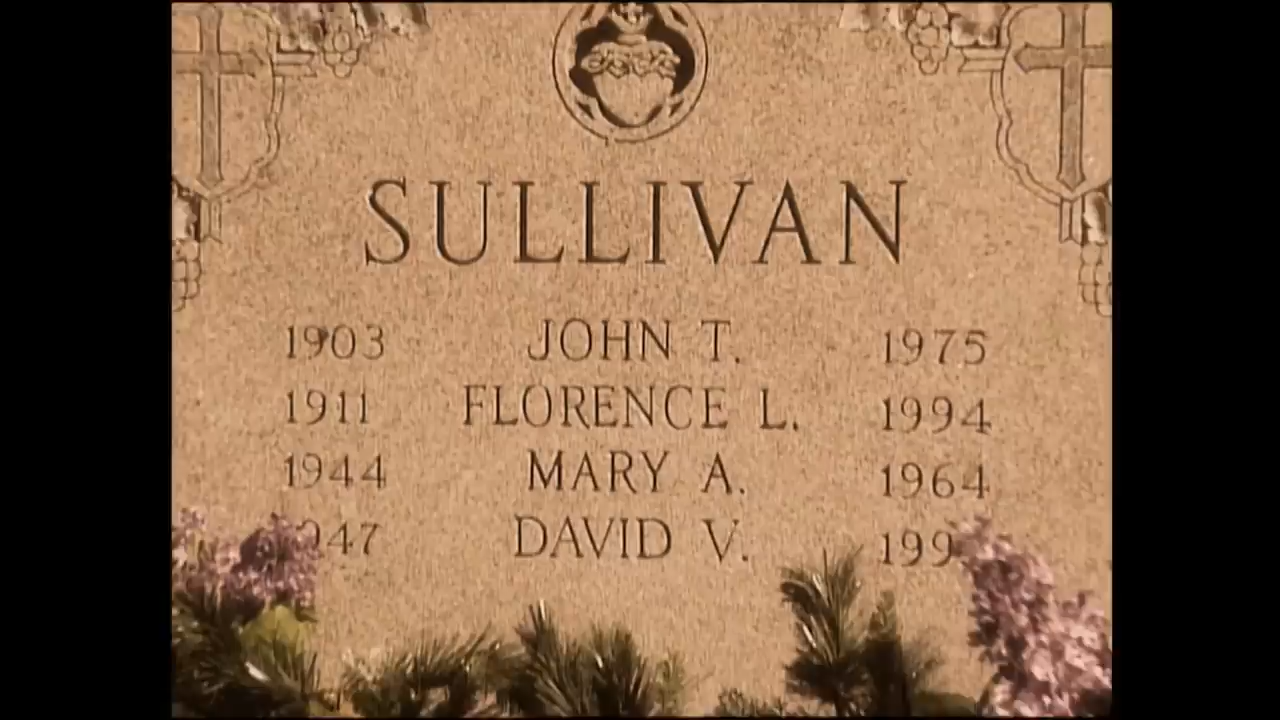 SULLIVAN
1903 JOHN T. 1975
1911 FLORENCE L. 1994
1944 MARY A. 1964
DAVID V.